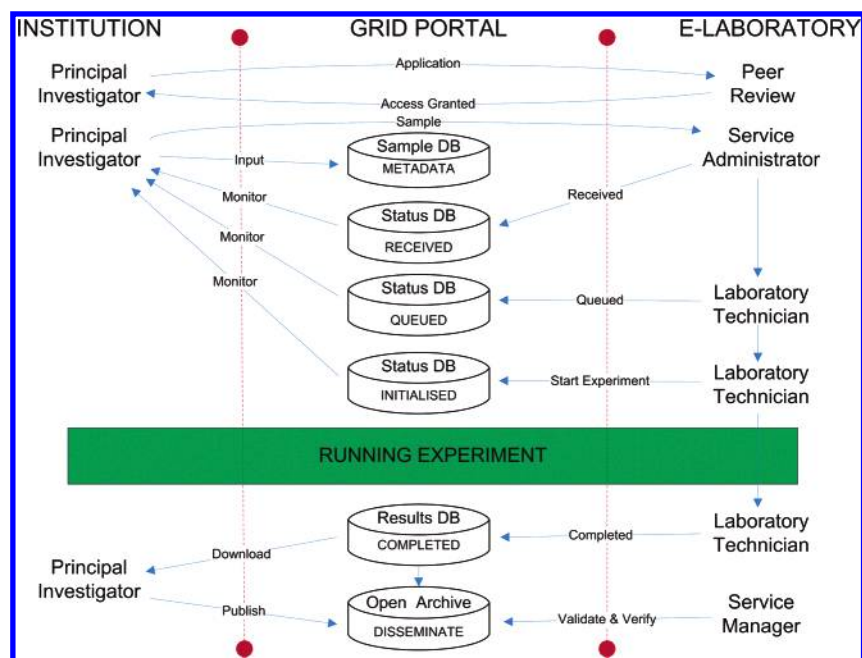 INSTITUTION GRID PORTAL E-LABORATORY
Principal
Investigator
Application
Peer
Review
Access Granted
Sample
Principal
Investigator
Input
Sample DB
METADATA
Service
Administrator
Monitor
Status DB
RECEIVED
Received
Monitor
Status DB
QUEUED
Queued
Laboratory
Technician
Monitor
Status DB
INITIALISED
Start Experiment
Laboratory
Technician
RUNNING EXPERIMENT
Results DB
COMPLETED
Completed
Laboratory
Technician
Download
Principal
Investigator
Publish
Open Archive
DISSEMINATE
Validate & Verify
Service
Manager